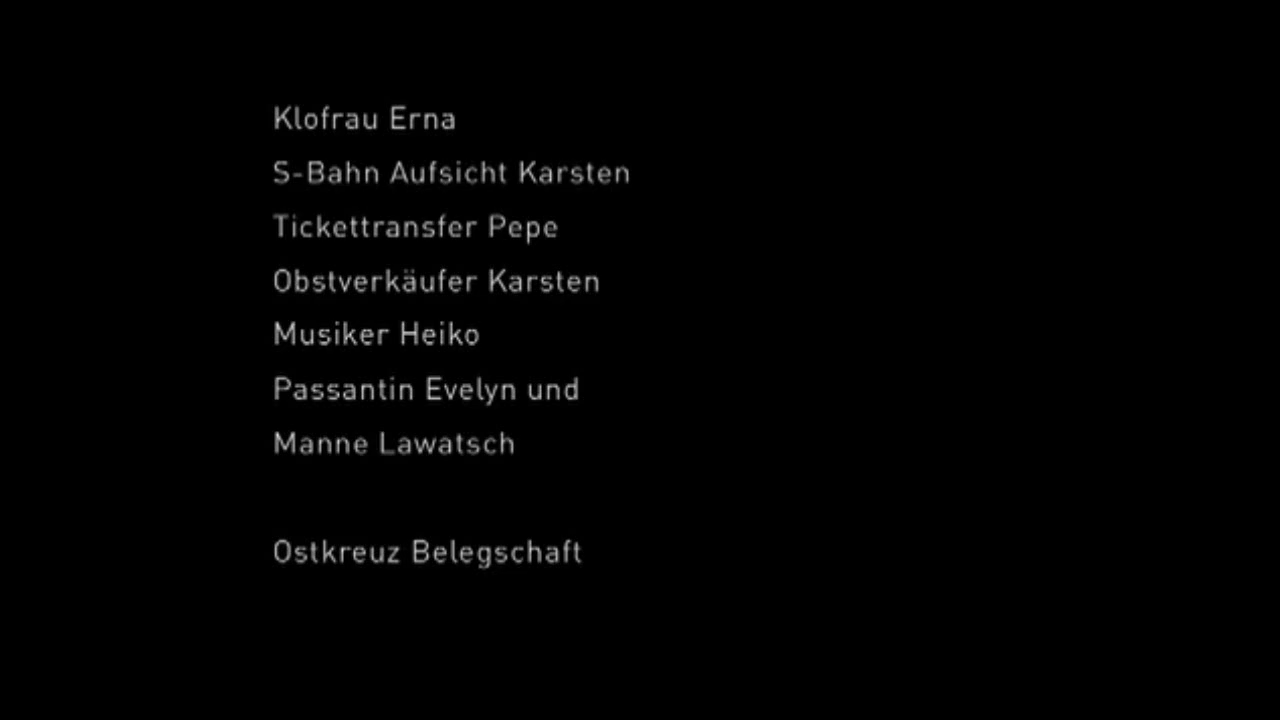 Klofrau Erna
S-Bahn Aufsicht Karsten
Tickettransfer Pepe
Obstverkäufer Karsten
Musiker Heiko
Passantin Evelyn und
Manne Lawatsch
Ostkreuz Belegschaft